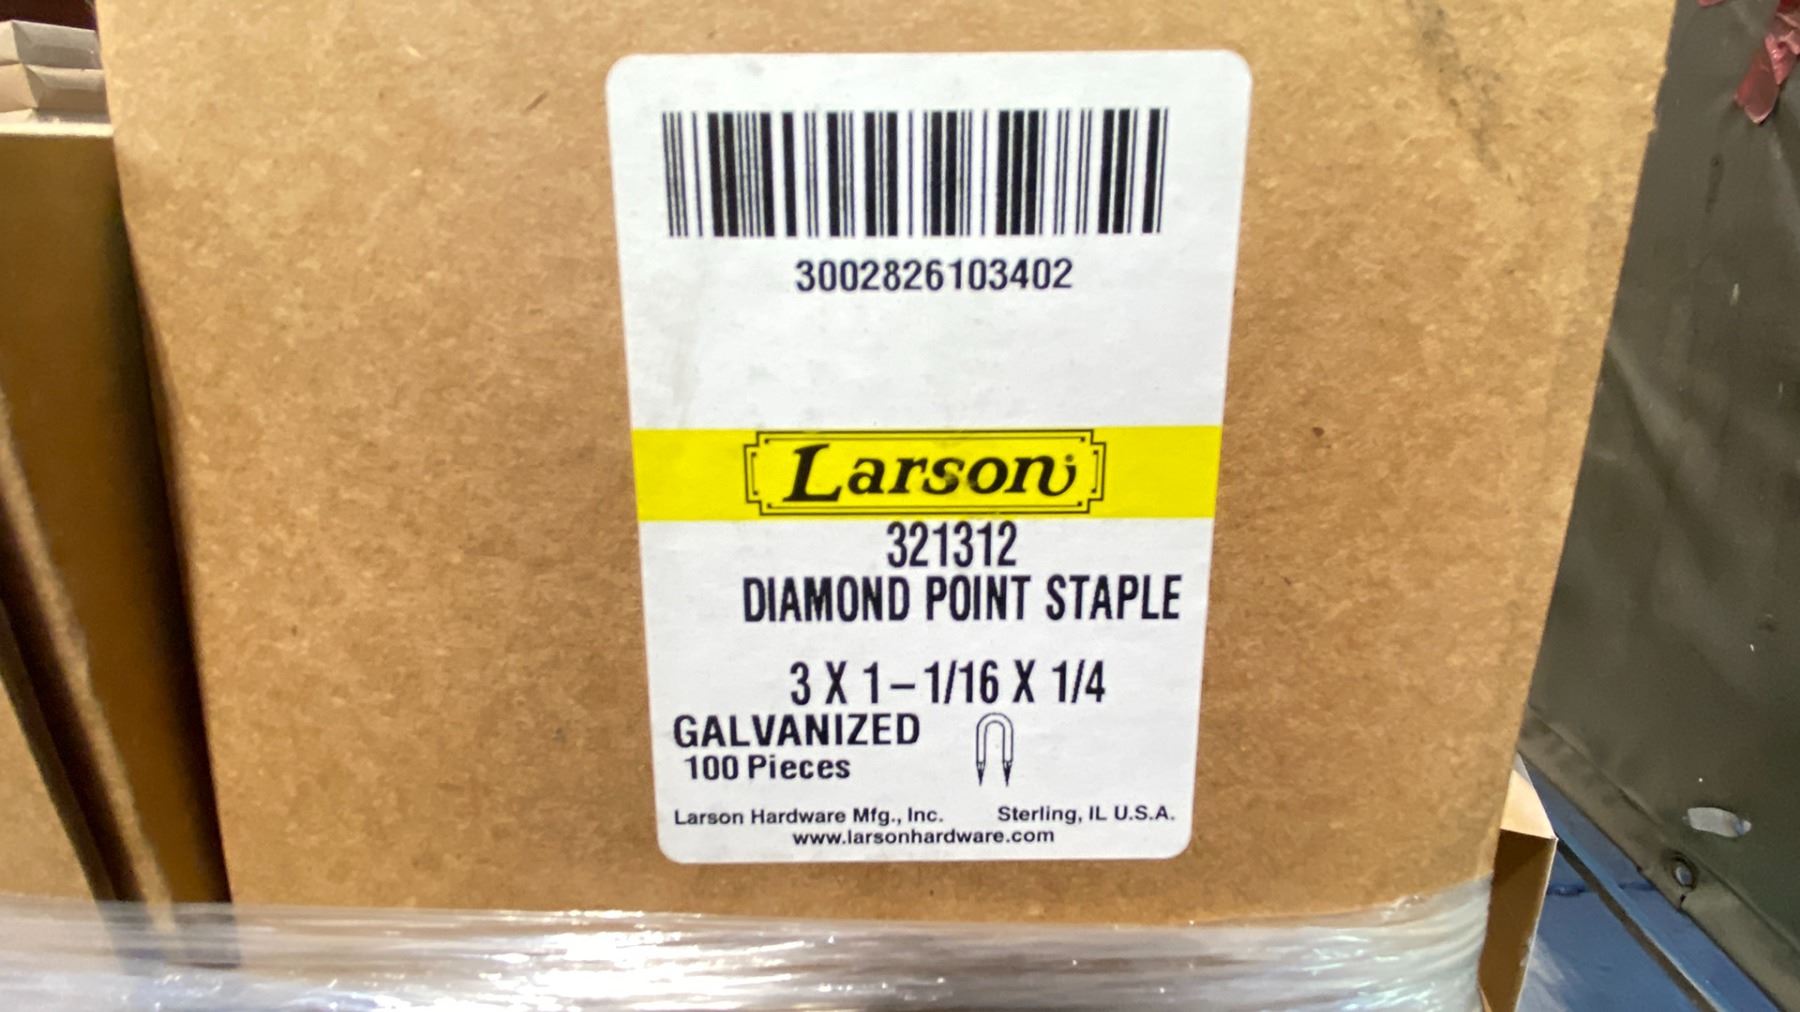 3002826103402
Larson
321312
DIAMOND POINT STAPLE
3 X 1–1/16 X 1/4
GALVANIZED
100 Pieces
Larson Hardware Mfg., Inc. Sterling, IL U.S.A.
www.larsonhardware.com